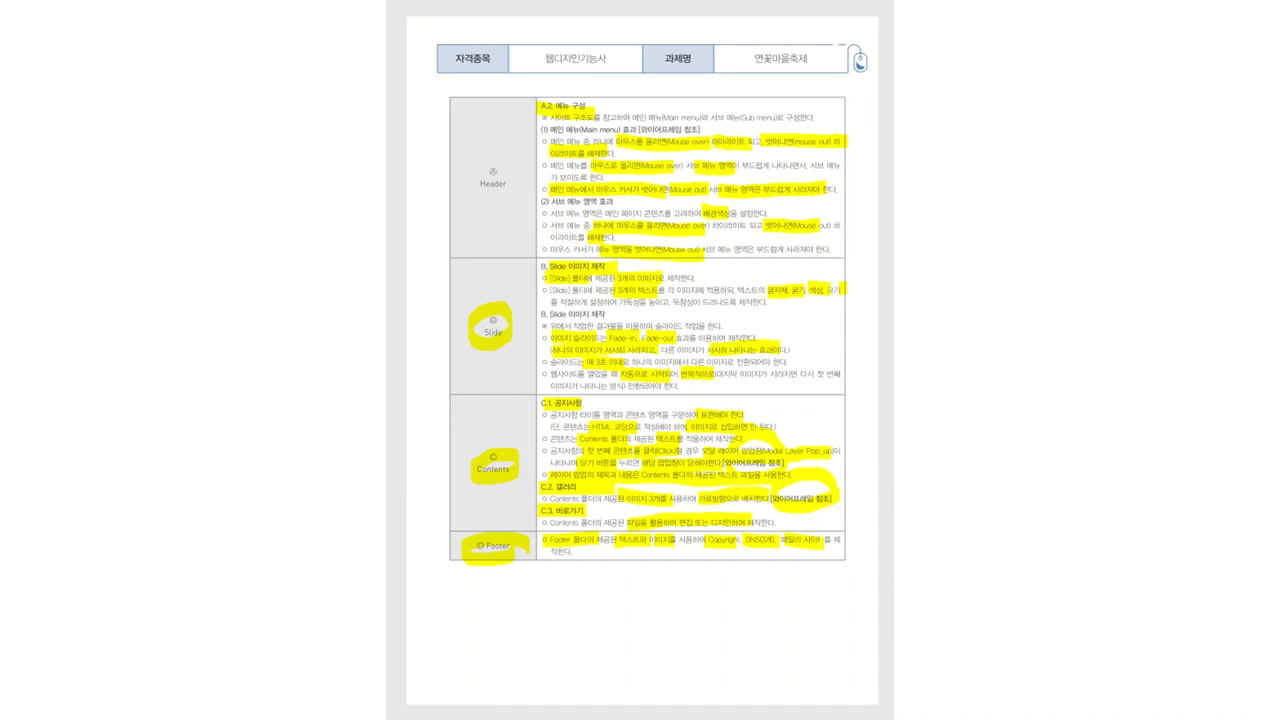 자격종목 웹디자인기능사 과제명 연꽃마을축제
Ⓐ
Header
A.2. 메뉴 구성
※ 사이트 구조도를 참고하여 메인 메뉴(Main menu)와 서브 메뉴(Sub menu)로 구성한다.
(1) 메인 메뉴(Main menu) 효과 [와이어프레임 참조]
○ 메인 메뉴 중 하나에 마우스를 올리면(Mouse over) 하이라이트 되고, 벗어나면(mouse out) 하
이라이트를 해제한다.
○ 메인 메뉴를 마우스로 올리면(Mouse over) 서브 메뉴 영역이 부드럽게 나타나면서, 서브 메뉴
가 보이도록 한다.
○ 메인 메뉴에서 마우스 커서가 벗어나면(Mouse out) 서브 메뉴 영역은 부드럽게 사라져야 한다.
(2) 서브 메뉴 영역 효과
○ 서브 메뉴 영역은 메인 페이지 콘텐츠를 고려하여 배경색상을 설정한다.
○ 서브 메뉴 중 하나에 마우스를 올리면(Mouse over) 하이라이트 되고 벗어나면(Mouse out) 하
이라이트를 해제한다.
○ 마우스 커서가 메뉴 영역을 벗어나면(Mouse out) 서브 메뉴 영역은 부드럽게 사라져야 한다.
Ⓑ
Slide
B. Slide 이미지 제작
○ [Slide] 폴더에 제공된 3개의 이미지로 제작한다.
○ [Slide] 폴더에 제공된 3개의 텍스트를 각 이미지에 적용하되, 텍스트의 글자체, 굵기, 색상, 크기
를 적절하게 설정하여 가독성을 높이고, 독창성이 드러나도록 제작한다.
B. Slide 이미지 제작
※ 위에서 작업한 결과물을 이용하여 슬라이드 작업을 한다.
○ 이미지 슬라이드는 Fade-in, Fade-out 효과를 이용하여 제작한다.
(하나의 이미지가 서서히 사라지고, 다른 이미지가 서서히 나타나는 효과이다.)
○ 슬라이드는 매 3초 이내로 하나의 이미지에서 다른 이미지로 전환되어야 한다.
○ 웹사이트를 열었을 때 자동으로 시작되어 반복적으로(마지막 이미지가 사라지면 다시 첫 번째
이미지가 나타나는 방식) 전환되어야 한다.
Ⓒ
Contents
C.1. 공지사항
○ 공지사항 타이틀 영역과 콘텐츠 영역을 구분하여 표현해야 한다.
(단, 콘텐츠는 HTML 코딩으로 작성해야 하며, 이미지로 삽입하면 안 된다.)
○ 콘텐츠는 Contents 폴더의 제공된 텍스트를 적용하여 제작한다.
○ 공지사항의 첫 번째 콘텐츠를 클릭(Click)할 경우 모달 레이어 팝업창(Modal Layer Pop_up)이
나타나며 닫기 버튼을 누르면 해당 팝업창이 닫혀야한다.[와이어프레임 참조]
○ 레이어 팝업의 제목과 내용은 Contents 폴더의 제공된 텍스트 파일을 사용한다.
C.2. 갤러리
○ Contents 폴더의 제공된 이미지 3개를 사용하여 가로방향으로 배치한다.[와이어프레임 참조]
C.3. 바로가기
○ Contents 폴더의 제공된 파일을 활용하여 편집 또는 디자인하여 제작한다.
Ⓓ Footer
○ Footer 폴더의 제공된 텍스트와 이미지를 사용하여 Copyright, SNS(3개), 패밀리 사이트를 제
작한다.